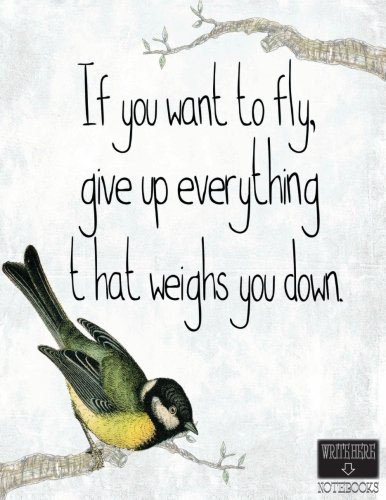 If you want to fly,
give up everything
that weighs you down.
WRITE HERE
NOTEBOOKS